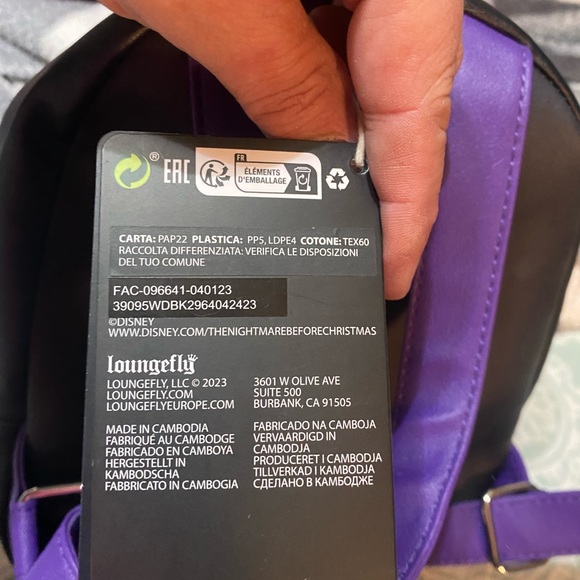 ® EAC FR ÉLÉMENTS
D'EMBALLAGE
CARTA: PAP22 PLASTICA: PP5, LDPE4 COTONE: TEX60
RACCOLTA DIFFERENZIATA: VERIFICA LE DISPOSIZIONI
DEL TUO COMUNE
FAC-096641-040123
39095WDBK2964042423
©DISNEY
WWW.DISNEY.COM/THENIGHTMAREBEFORECHRISTMAS
loungefly
LOUNGEFLY, LLC © 2023
LOUNGEFLY.COM
LOUNGEFLYEUROPE.COM
3601 W OLIVE AVE
SUITE 500
BURBANK, CA 91505
MADE IN CAMBODIA
FABRIQUÉ AU CAMBODGE
FABRICADO EN CAMBOYA
HERGESTELLT IN
KAMBODSCHA
FABBRICATO IN CAMBOGIA
FABRICADO NA CAMBOJA
VERVAARDIGD IN
CAMBODJA
PRODUCERET I CAMBODJA
TILLVERKAD I KAMBODJA
СДЕЛАНО В КАМБОДЖЕ